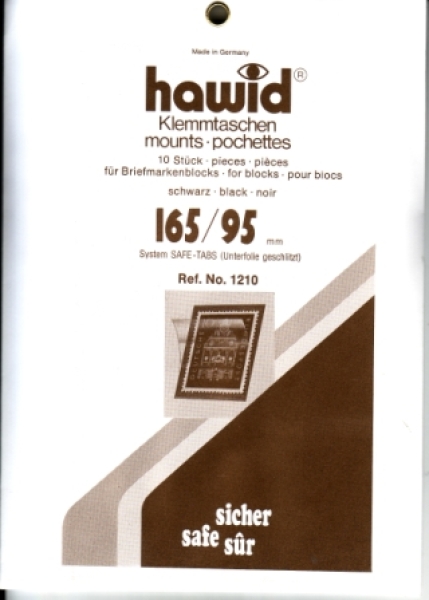 Made in Germany
hawid®
Klemmtaschen
mounts · pochettes
10 Stück · pieces · pièces
für Briefmarkenblocks · for blocks · pour blocs
schwarz · black · noir
165/95 mm
System SAFE-TABS (Unterfolie geschlitzt)
Ref. No. 1210
sicher
safe
sûr